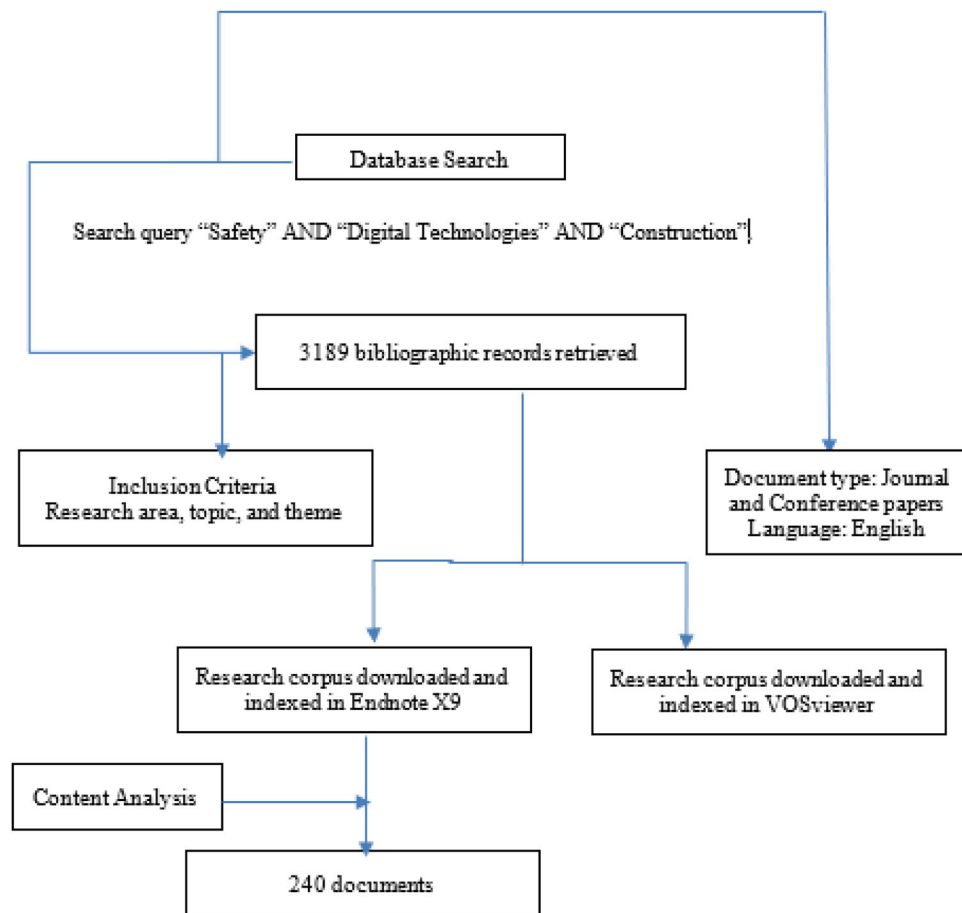 Database Search
Search query “Safety” AND “Digital Technologies” AND “Construction”
3189 bibliographic records retrieved
Inclusion Criteria
Research area, topic, and theme
Document type: Journal
and Conference papers
Language: English
Research corpus downloaded and
indexed in Endnote X9
Research corpus downloaded and
indexed in VOSviewer
Content Analysis
240 documents